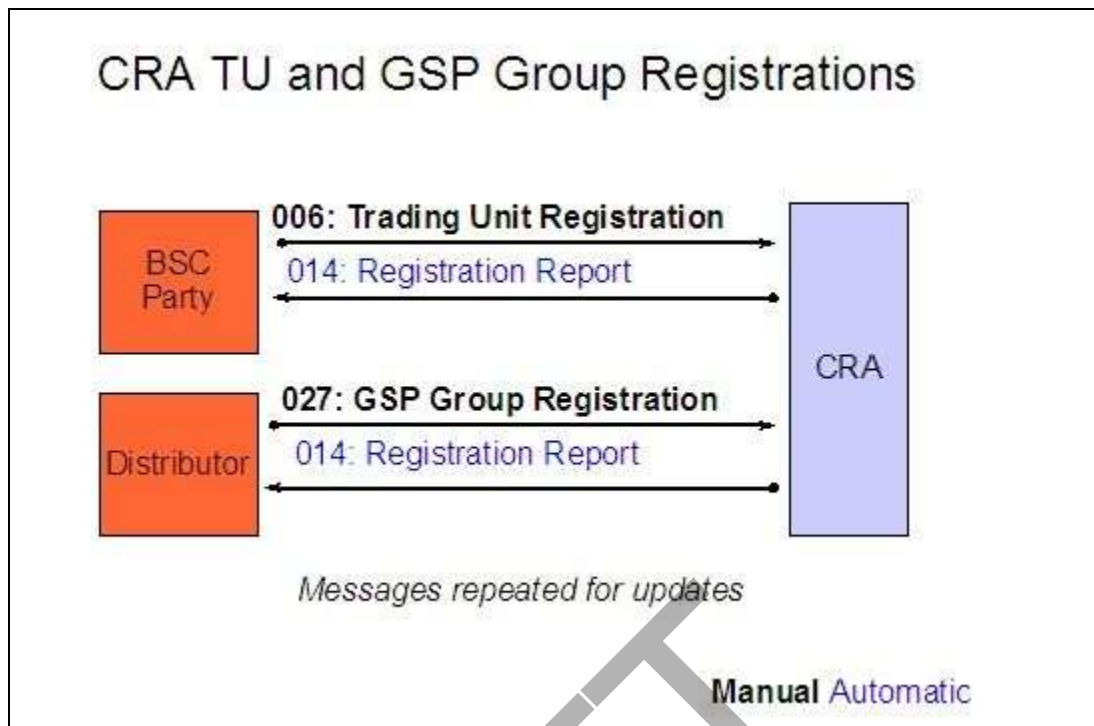 CRA TU and GSP Group Registrations
006: Trading Unit Registration
BSC
Party
014: Registration Report
CRA
027: GSP Group Registration
Distributor
014: Registration Report
Messages repeated for updates
Manual Automatic